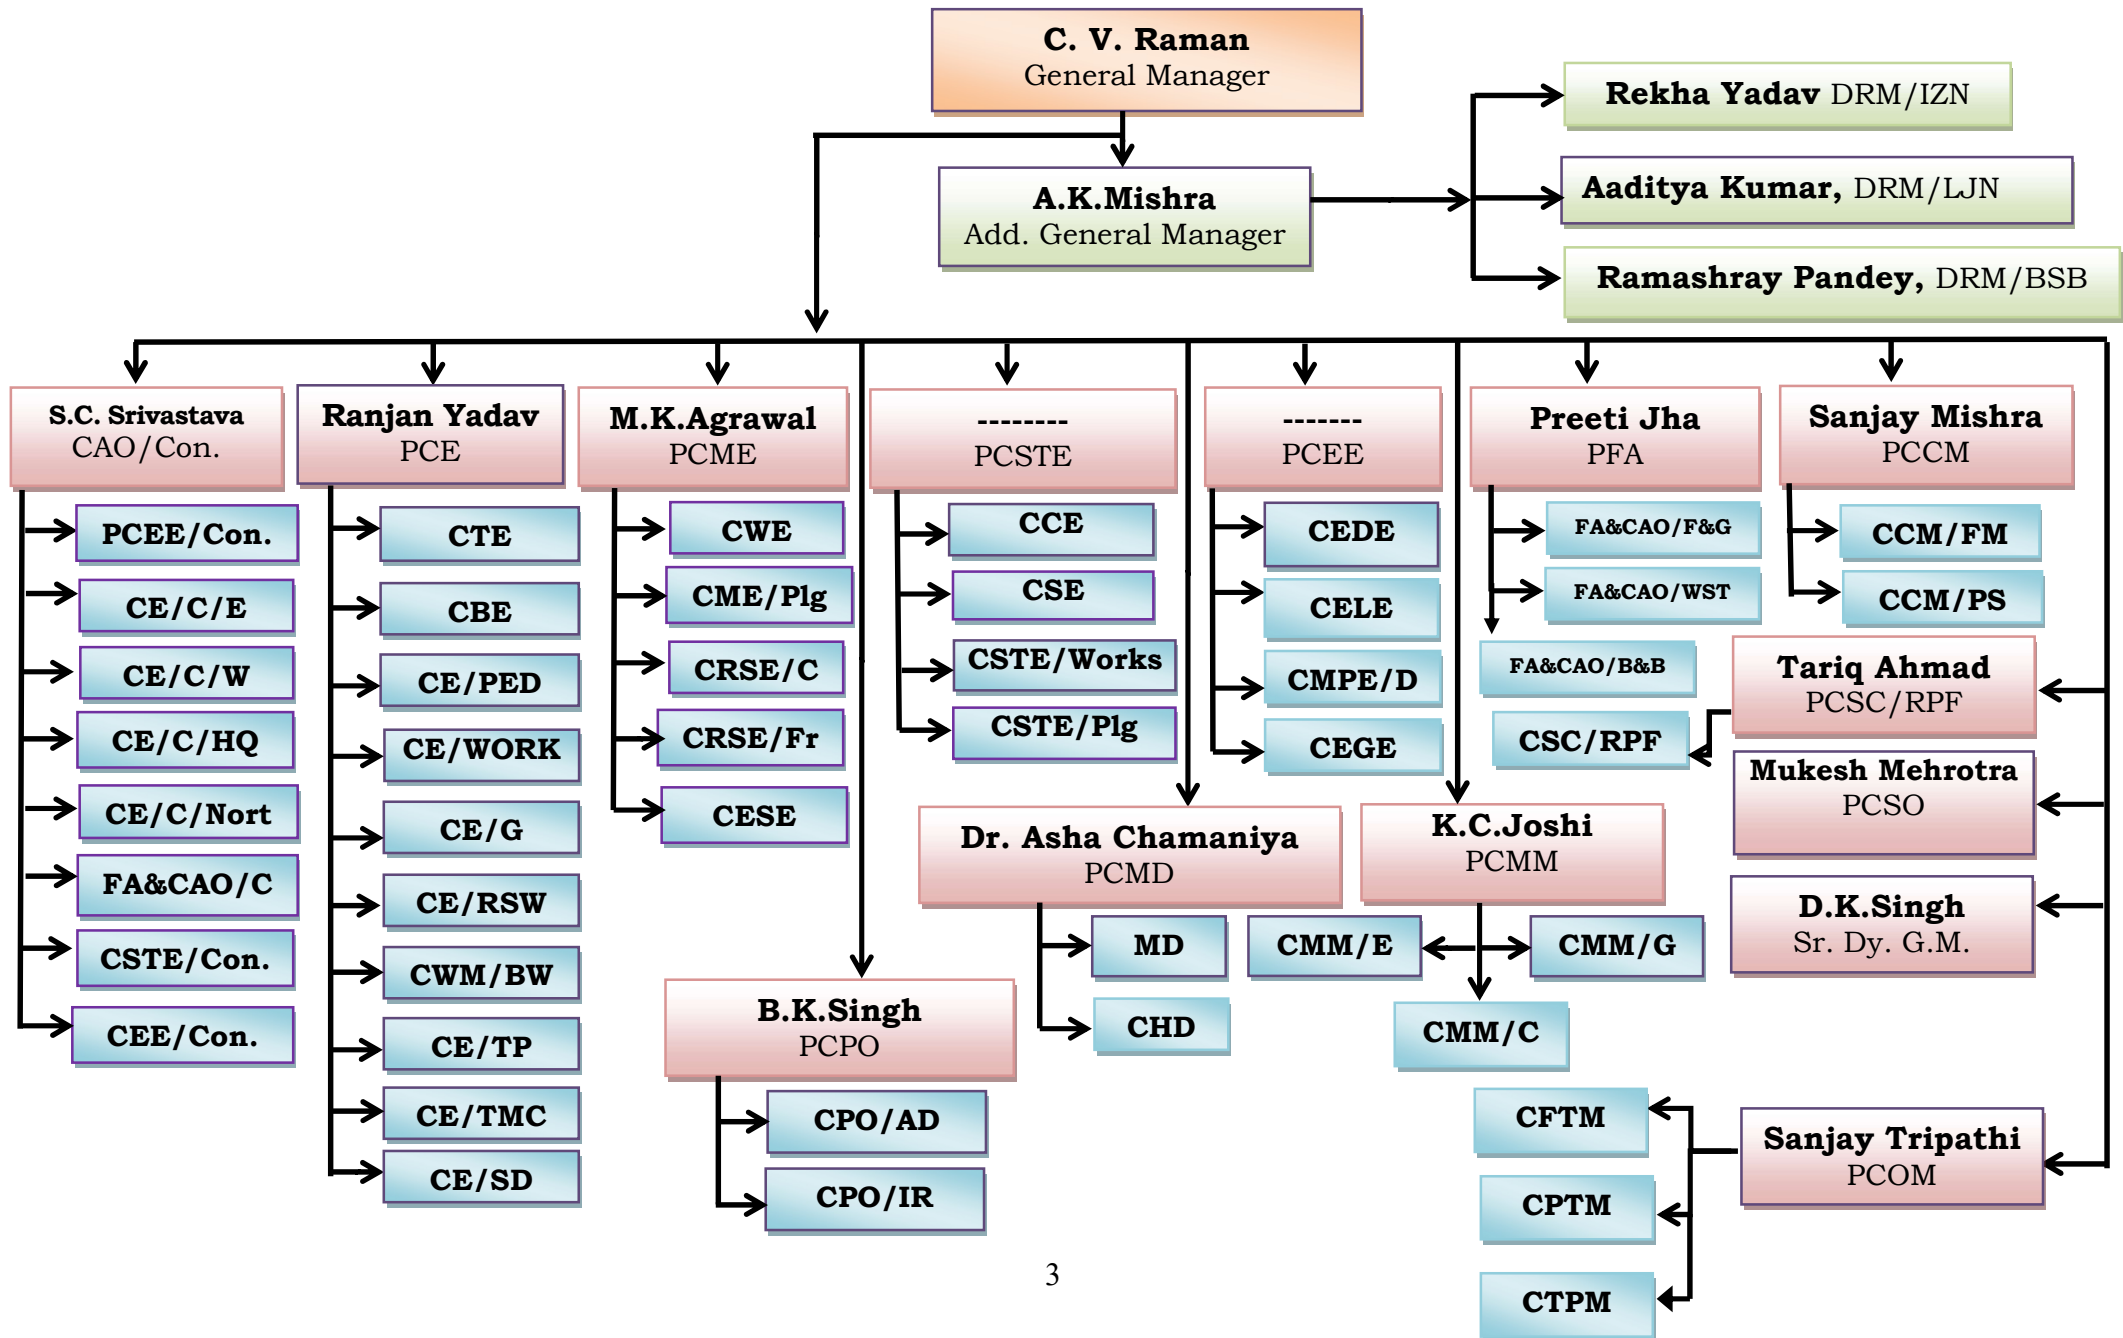 C. V. Raman
General Manager
Rekha Yadav DRM/IZN
Aaditya Kumar, DRM/LJN
Ramashray Pandey, DRM/BSB
A.K.Mishra
Add. General Manager
S.C. Srivastava
CAO/Con.
PCEE/Con.
CE/C/E
CE/C/W
CE/C/HQ
CE/C/Nort
FA&CAO/C
CSTE/Con.
CEE/Con.
Ranjan Yadav
PCE
CTE
CBE
CE/PED
CE/WORK
CE/G
CE/RSW
CWM/BW
CE/TP
CE/TMC
CE/SD
M.K.Agrawal
PCME
CWE
CME/Plg
CRSE/C
CRSE/Fr
CESE
B.K.Singh
PCPO
CPO/AD
CPO/IR
--------
PCSTE
CCE
CSE
CSTE/Works
CSTE/Plg
Dr. Asha Chamaniya
PCMD
MD
CHD
-------
PCEE
CEDE
CELE
CMPE/D
CEGE
K.C.Joshi
PCMM
CMM/E
CMM/G
CMM/C
Preeti Jha
PFA
FA&CAO/F&G
FA&CAO/WST
FA&CAO/B&B
Sanjay Mishra
PCCM
CCM/FM
CCM/PS
Tariq Ahmad
PCSC/RPF
CSC/RPF
Mukesh Mehrotra
PCSO
D.K.Singh
Sr. Dy. G.M.
Sanjay Tripathi
PCOM
CFTM
CPTM
CTPM
3